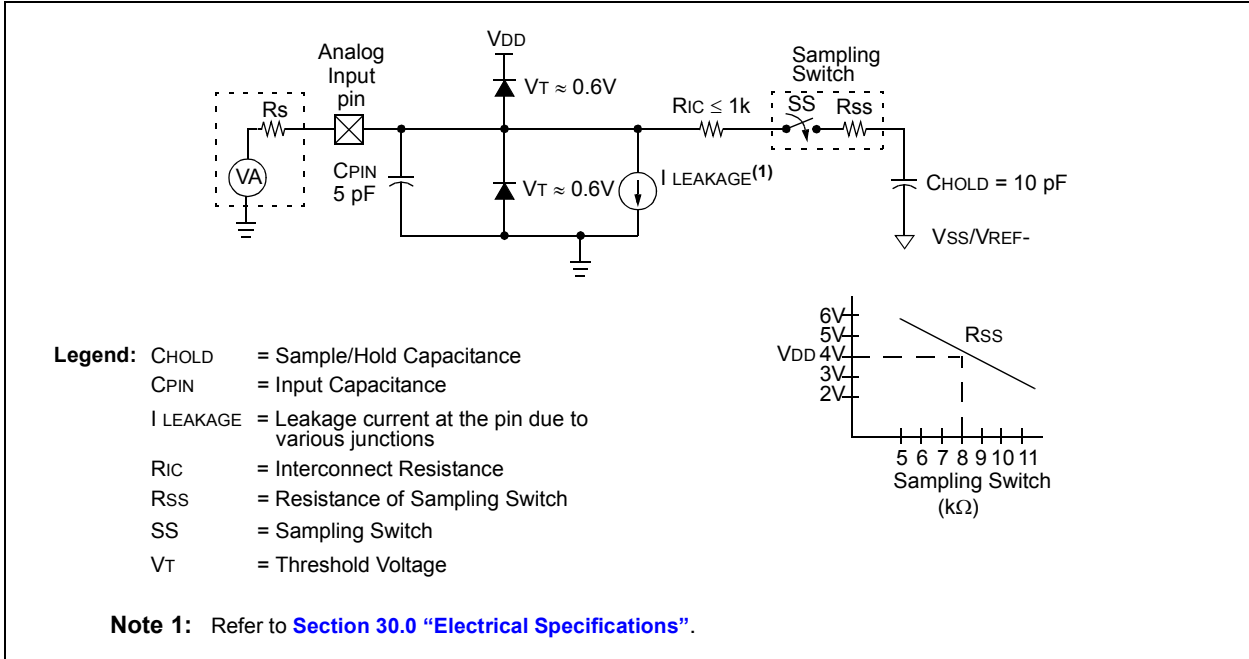 VDD
Analog
Input
pin
Sampling
Switch
VT ≈ 0.6V
RIC ≤ 1k
SS
Rss
Rs
VA
CPIN
5 pF
VT ≈ 0.6V
I LEAKAGE(1)
CHOLD = 10 pF
VSS/VREF-
Legend: CHOLD = Sample/Hold Capacitance
CPIN = Input Capacitance
I LEAKAGE = Leakage current at the pin due to
various junctions
RIC = Interconnect Resistance
RSS = Resistance of Sampling Switch
SS = Sampling Switch
VT = Threshold Voltage
6V
5V
VDD 4V
3V
2V
RSS
5 6 7 8 9 10 11
Sampling Switch
(kΩ)
Note 1: Refer to Section 30.0 “Electrical Specifications”.